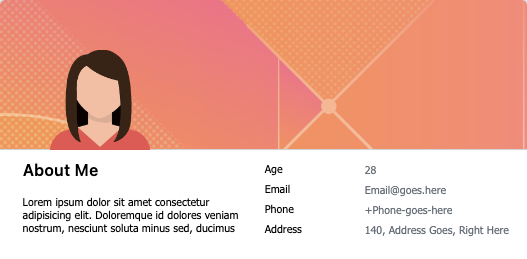 About Me
Lorem ipsum dolor sit amet consectetur
adipisicing elit. Doloremque id dolores veniam
nostrum, nesciunt soluta minus sed, ducimus
Age 28
Email Email@goes.here
Phone +Phone-goes-here
Address 140, Address Goes, Right Here